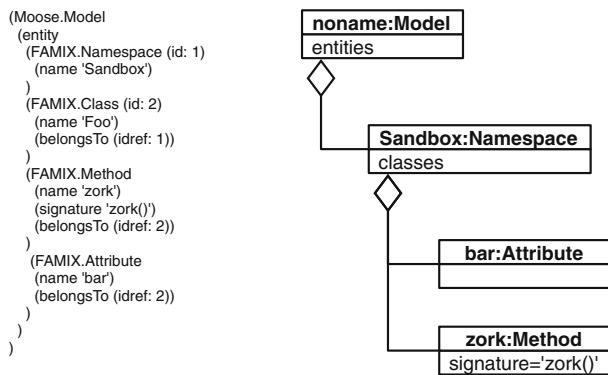 (Moose.Model
(entity
(FAMIX.Namespace (id: 1)
(name 'Sandbox')
)
(FAMIX.Class (id: 2)
(name 'Foo')
(belongsTo (idref: 1))
)
(FAMIX.Method
(name 'zork')
(signature 'zork()')
(belongsTo (idref: 2))
)
(FAMIX.Attribute
(name 'bar')
(belongsTo (idref: 2))
)
)
)
noname:Model
entities
Sandbox:Namespace
classes
bar:Attribute
zork:Method
signature='zork()'